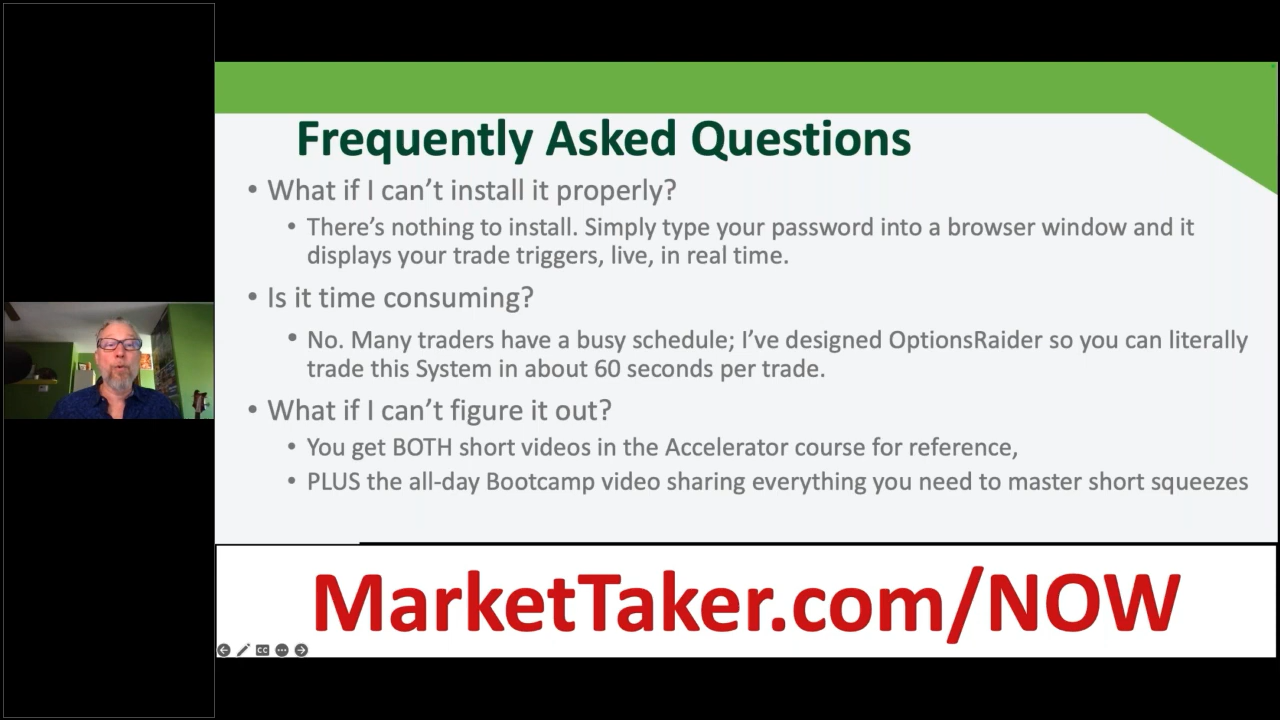 Frequently Asked Questions
• What if I can’t install it properly?
• There’s nothing to install. Simply type your password into a browser window and it
displays your trade triggers, live, in real time.
• Is it time consuming?
• No. Many traders have a busy schedule; I’ve designed OptionsRaider so you can literally
trade this System in about 60 seconds per trade.
• What if I can’t figure it out?
• You get BOTH short videos in the Accelerator course for reference,
• PLUS the all-day Bootcamp video sharing everything you need to master short squeezes
MarketTaker.com/NOW
CC